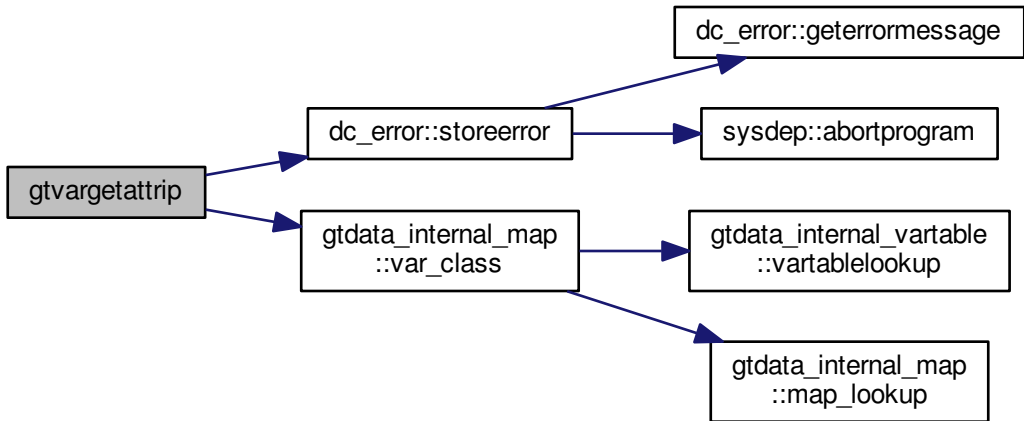 dc_error::geterrormessage
dc_error::storeerror
sysdep::abortprogram
gtvargetattrip
gtdata_internal_map
::var_class
gtdata_internal_vartable
::vartablelookup
gtdata_internal_map
::map_lookup